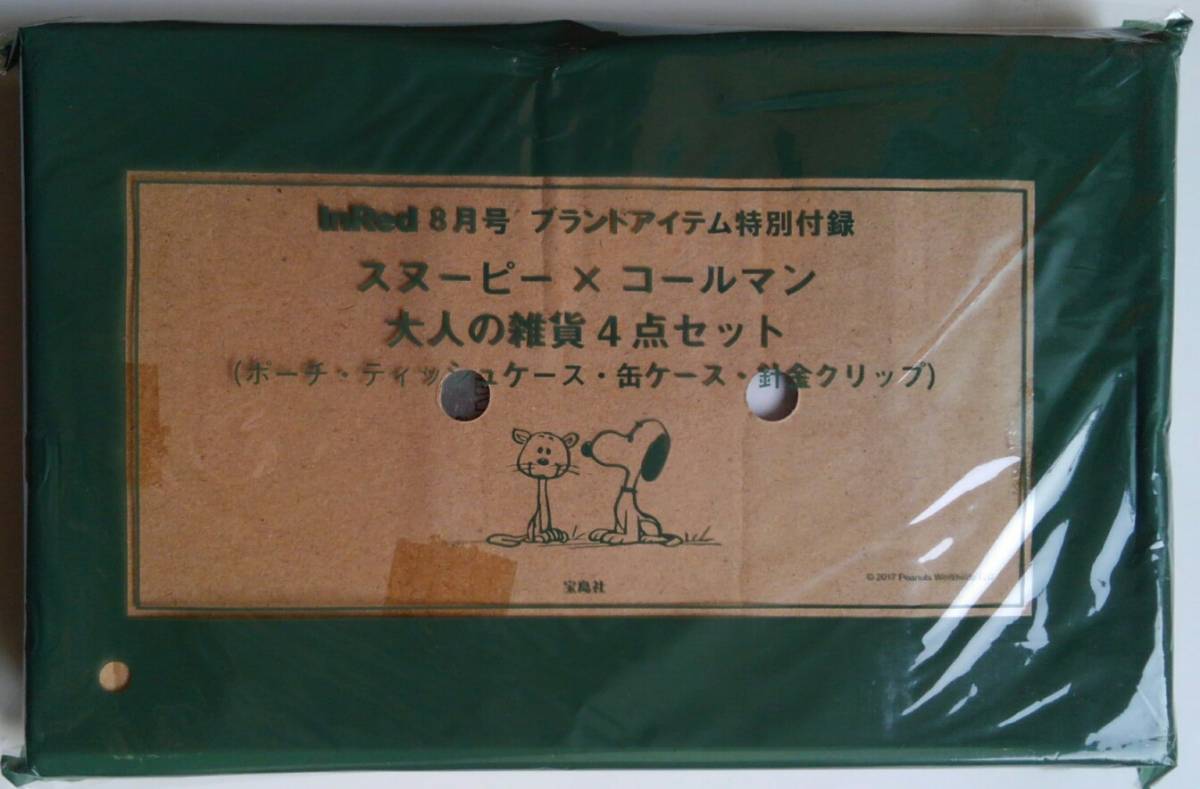 InRed 8月号 ブランドアイテム特別付録
スヌーピー × コールマン
大人の雑貨4点セット
(ポーチ・ティッシュケース・缶ケース・針金クリップ)
宝島社
© 2017 Peanuts Worldwide LLC